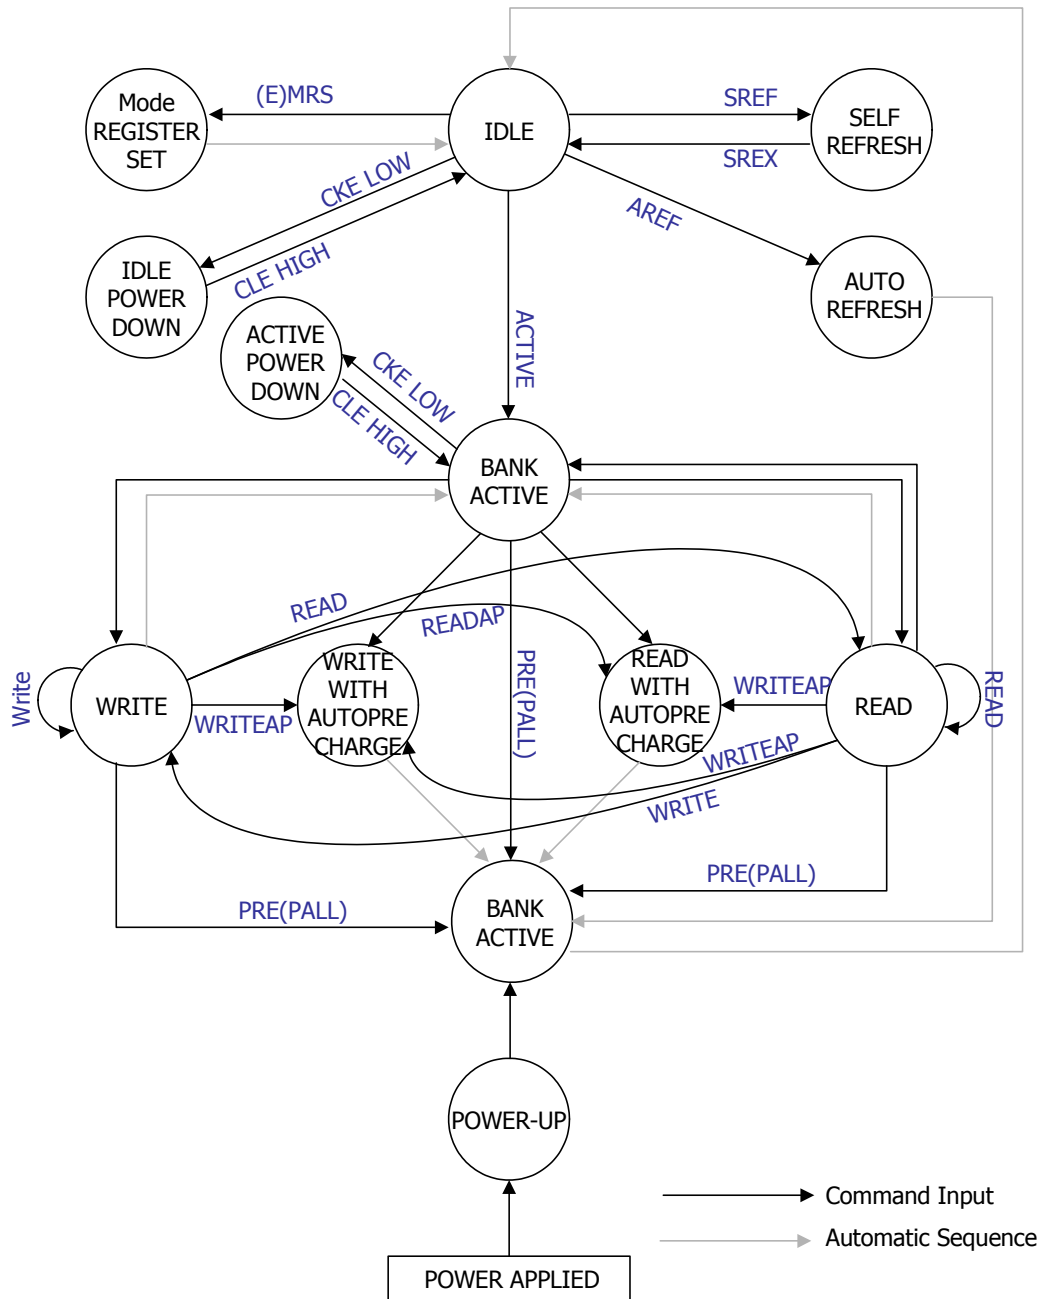 (E)MRS
Mode
REGISTER
SET
IDLE
SREF
SREX
SELF
REFRESH
CKE LOW
CLE HIGH
AREF
IDLE
POWER
DOWN
AUTO
REFRESH
ACTIVE
ACTIVE
POWER
DOWN
CKE LOW
CLE HIGH
BANK
ACTIVE
READ
READAP
Write
WRITE
WRITEAP
WRITE
WITH
AUTOPRE
CHARGE
PRE(PALL)
READ
WITH
AUTOPRE
CHARGE
WRITEAP
READ
READ
WRITEAP
WRITE
PRE(PALL)
PRE(PALL)
BANK
ACTIVE
POWER-UP
Command Input
Automatic Sequence
POWER APPLIED